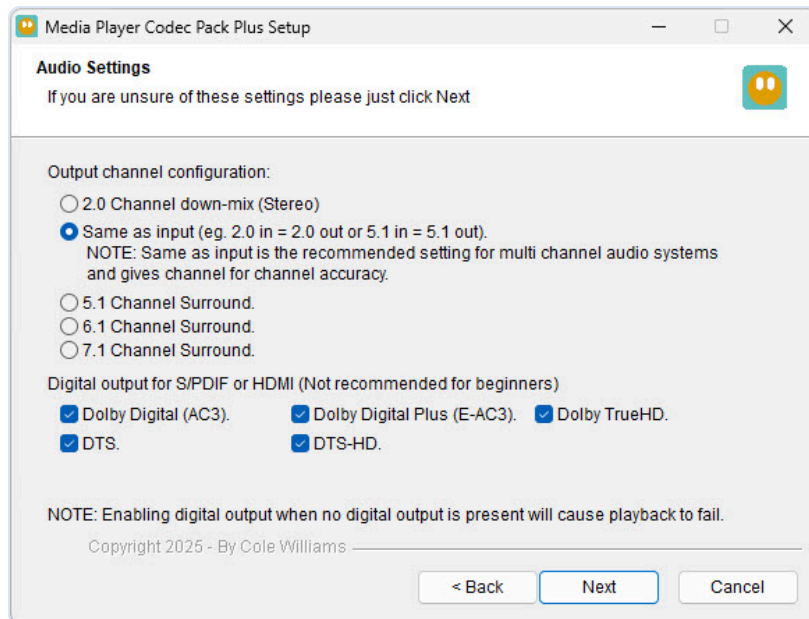 Media Player Codec Pack Plus Setup
Audio Settings
If you are unsure of these settings please just click Next
Output channel configuration:
2.0 Channel down-mix (Stereo)
Same as input (eg. 2.0 in = 2.0 out or 5.1 in = 5.1 out).
NOTE: Same as input is the recommended setting for multi channel audio systems
and gives channel for channel accuracy.
5.1 Channel Surround.
6.1 Channel Surround.
7.1 Channel Surround.
Digital output for S/PDIF or HDMI (Not recommended for beginners)
Dolby Digital (AC3). Dolby Digital Plus (E-AC3). Dolby TrueHD.
DTS. DTS-HD.
NOTE: Enabling digital output when no digital output is present will cause playback to fail.
Copyright 2025 - By Cole Williams
< Back Next Cancel